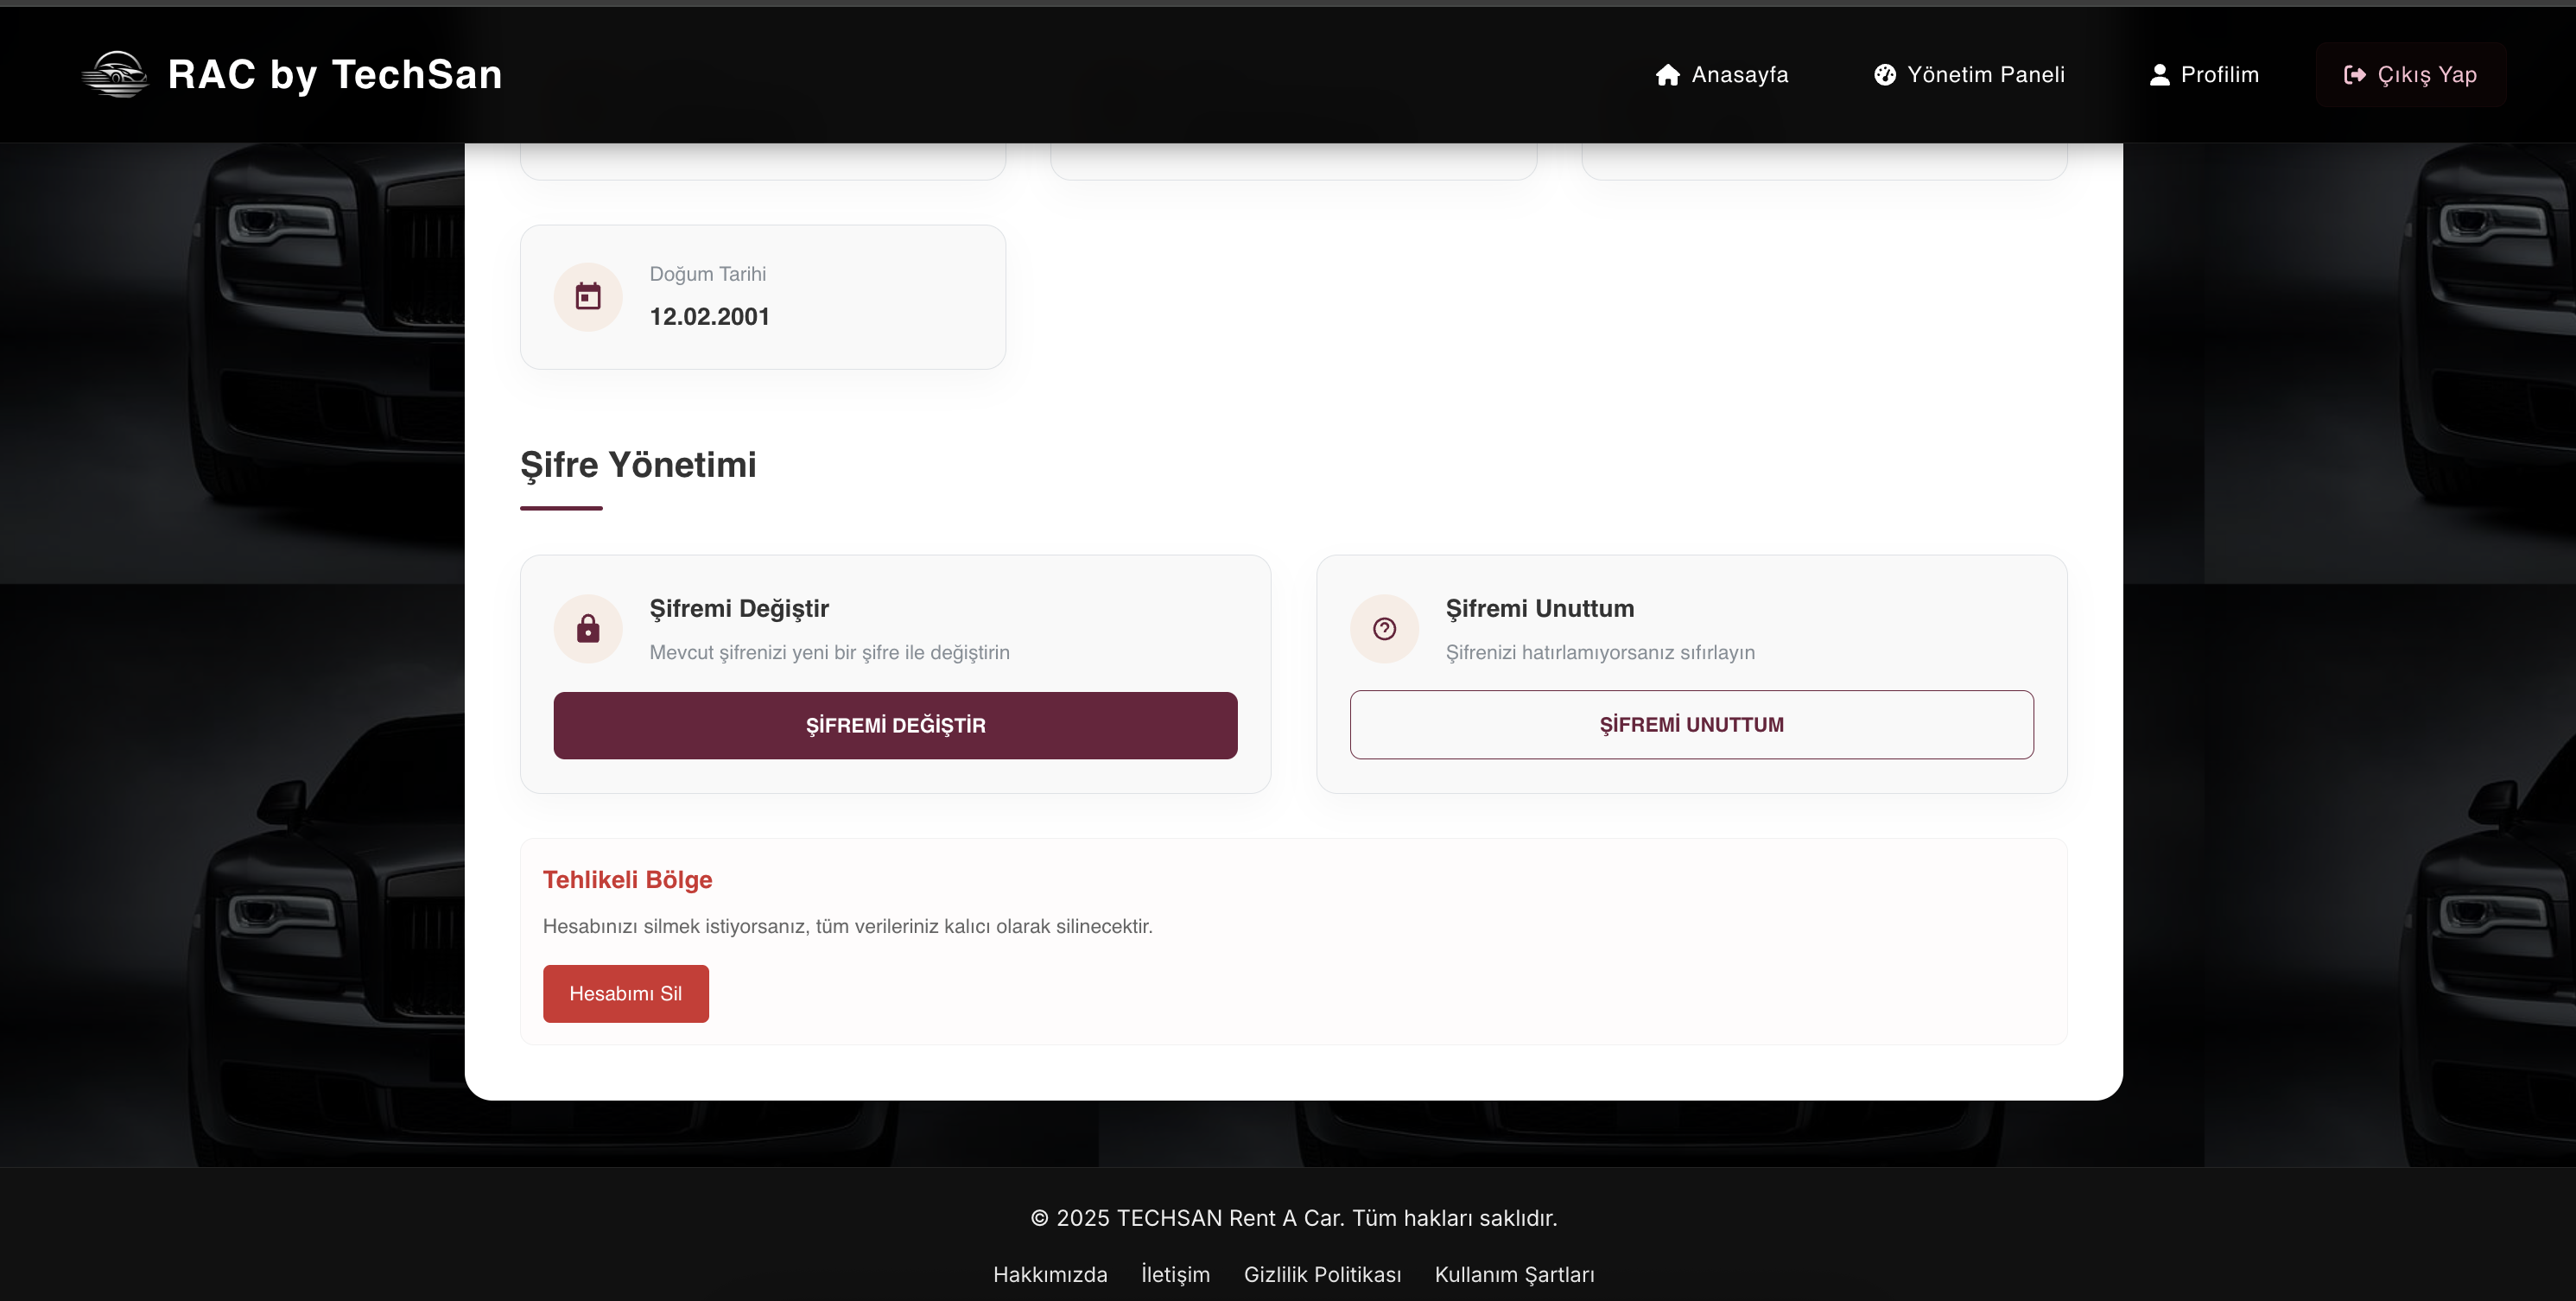 RAC by TechSan
Anasayfa
Yönetim Paneli
Profilim
Çıkış Yap
Doğum Tarihi
12.02.2001
Şifre Yönetimi
Şifremi Değiştir
Mevcut şifrenizi yeni bir şifre ile değiştirin
ŞİFREMİ DEĞİŞTİR
Şifremi Unuttum
Şifrenizi hatırlamıyorsanız sıfırlayın
ŞİFREMİ UNUTTUM
Tehlikeli Bölge
Hesabınızı silmek istiyorsanız, tüm verileriniz kalıcı olarak silinecektir.
Hesabımı Sil
© 2025 TECHSAN Rent A Car. Tüm hakları saklıdır.
Hakkımızda İletişim Gizlilik Politikası Kullanım Şartları